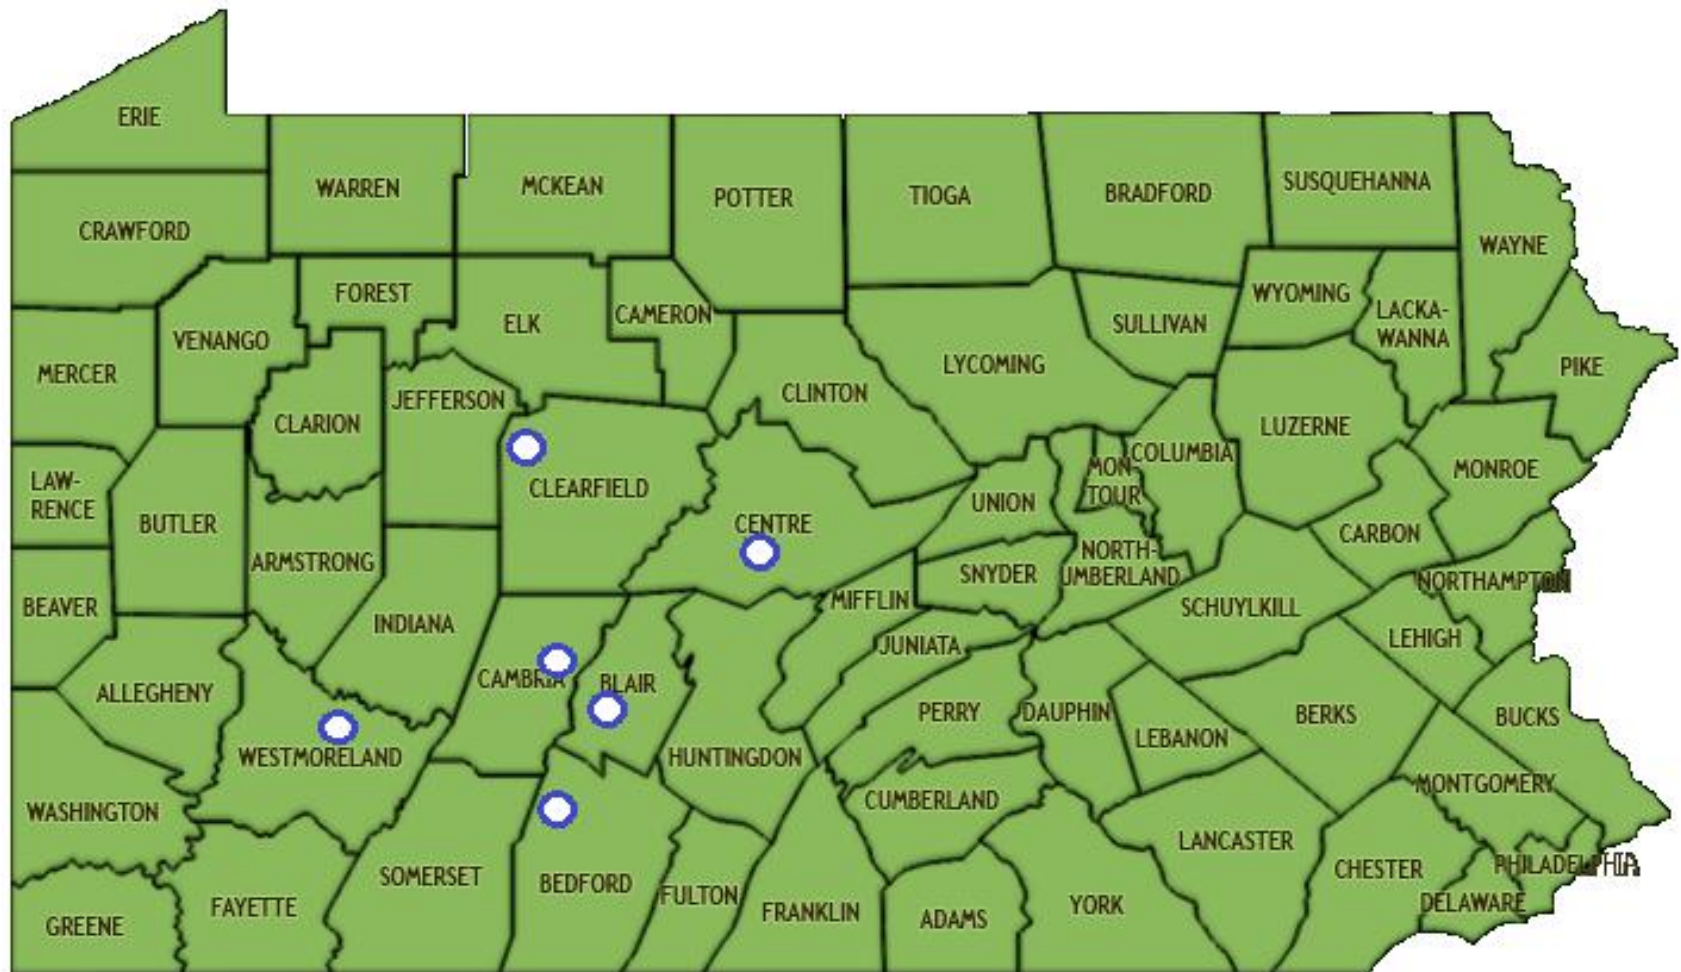 ERIE
WARREN
MCKEAN
POTTER
TIOGA
BRADFORD
SUSQUEHANNA
CRAWFORD
WAYNE
FOREST
ELK
CAMERON
WYOMING
LACKA-
WANNA
VENANGO
SULLIVAN
MERCER
LYCOMING
PIKE
JEFFERSON
CLINTON
CLARION
LUZERNE
COLUMBIA
MON-
TOUR
MONROE
LAW-
RENCE
BUTLER
CLEARFIELD
CENTRE
UNION
CARBON
ARMSTRONG
NORTH-
UMBERLAND
SNYDER
NORTHAMPTON
BEAVER
INDIANA
MIFFLIN
SCHUYLKILL
LEHIGH
JUNIATA
ALLEGHENY
CAMBRIA
BLAIR
PERRY
DAUPHIN
LEBANON
BERKS
BUCKS
WESTMORELAND
HUNTINGDON
MONTGOMERY
WASHINGTON
CUMBERLAND
LANCASTER
CHESTER
PHILADELPHIA
SOMERSET
BEDFORD
FULTON
DELAWARE
GREENE
FAYETTE
FRANKLIN
ADAMS
YORK